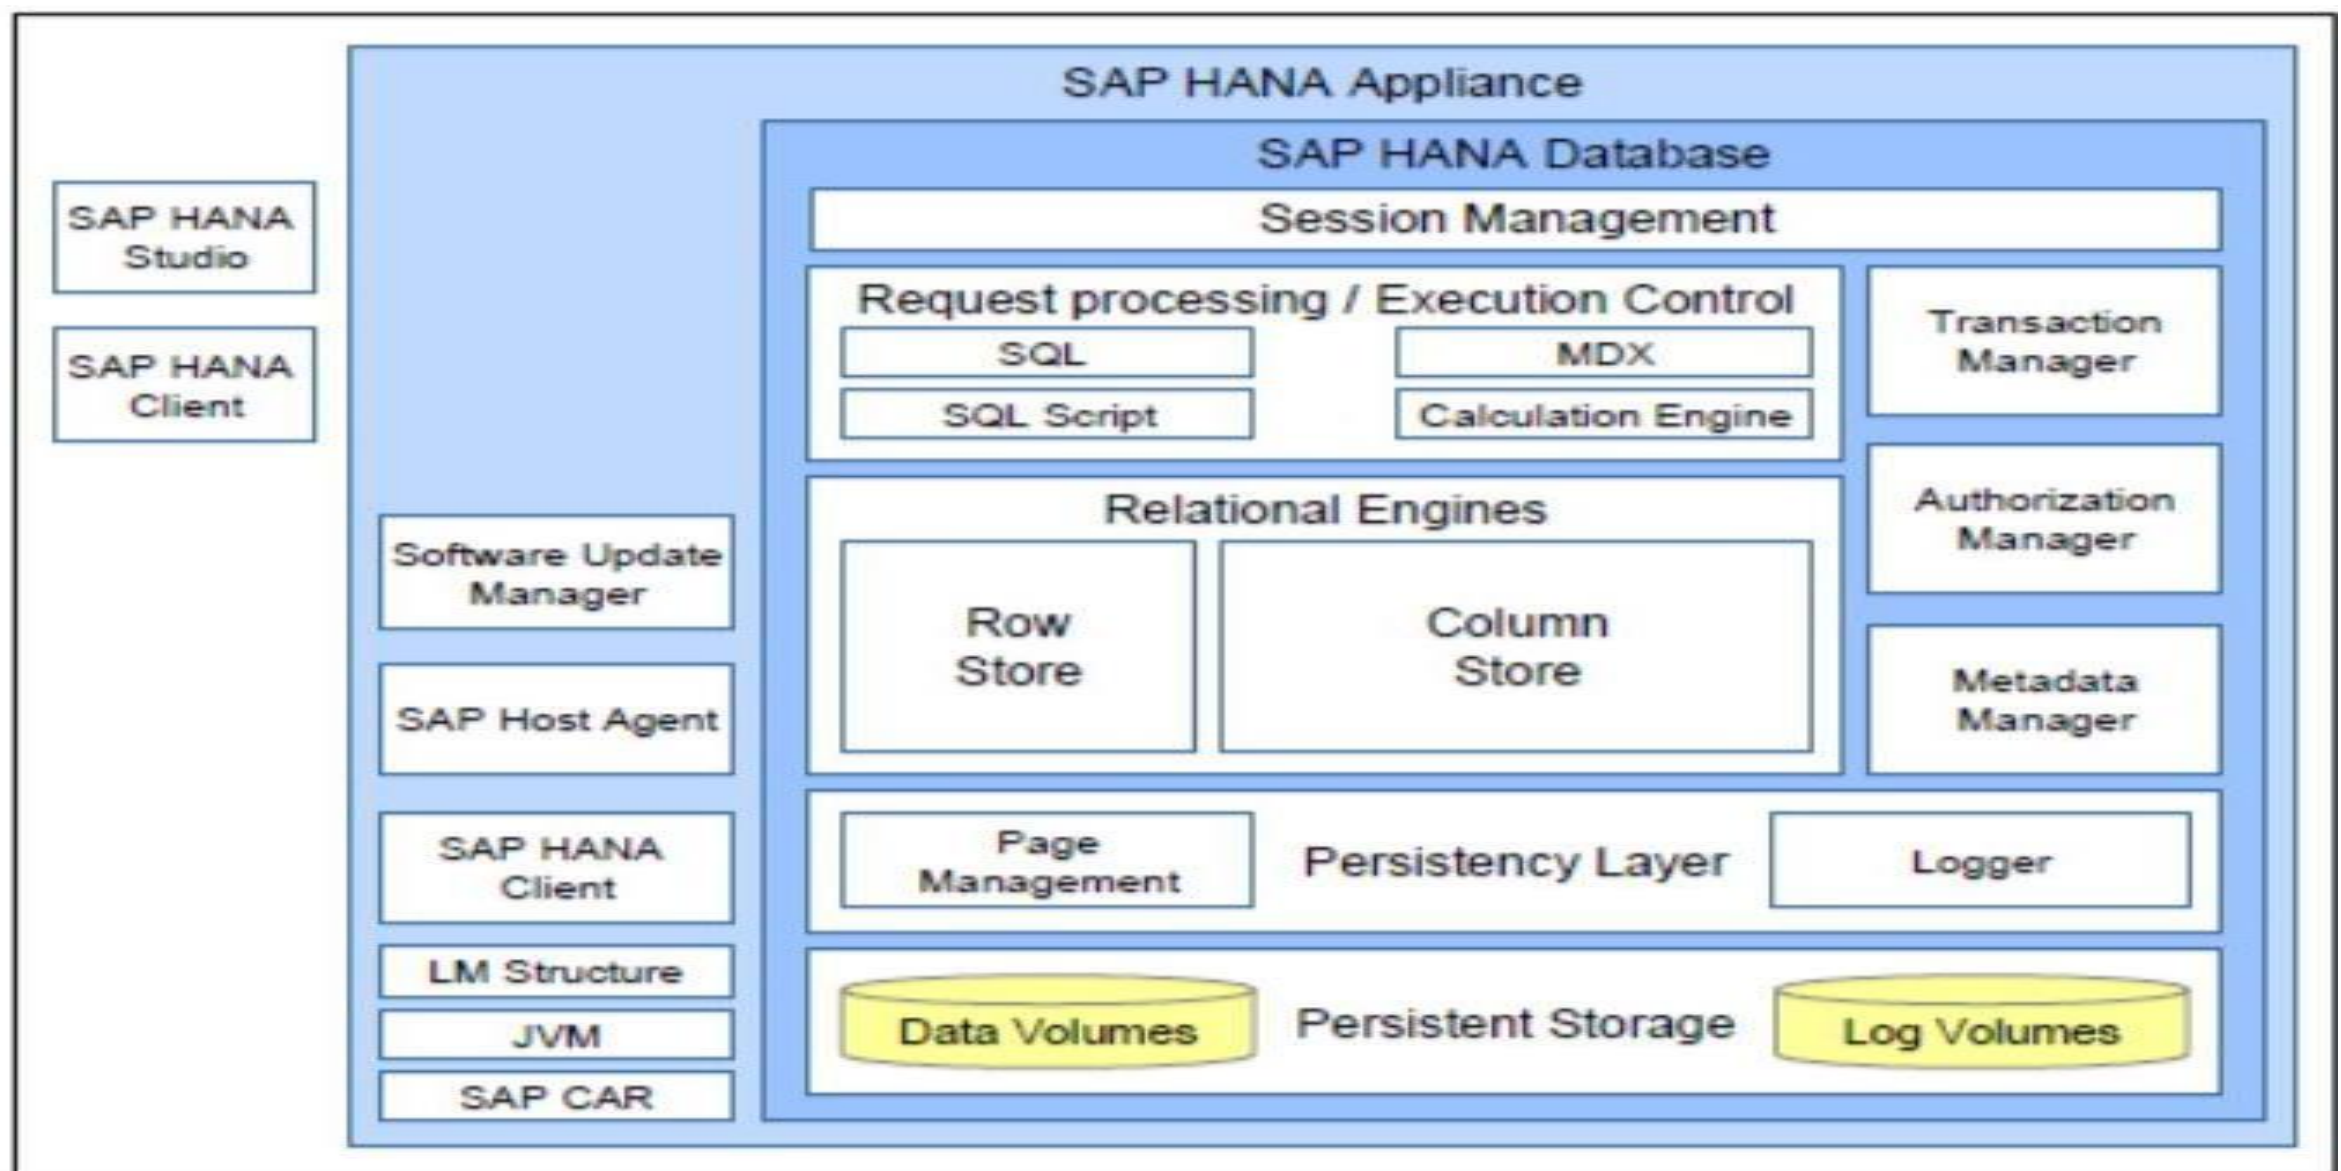 SAP HANA Appliance
SAP HANA Database
SAP HANA
Studio
SAP HANA
Client
Session Management
Request processing / Execution Control
SQL
MDX
SQL Script
Calculation Engine
Transaction
Manager
Relational Engines
Row
Store
Column
Store
Authorization
Manager
Metadata
Manager
Software Update
Manager
SAP Host Agent
SAP HANA
Client
LM Structure
JVM
SAP CAR
Page
Management
Persistency Layer
Logger
Data Volumes
Persistent Storage
Log Volumes